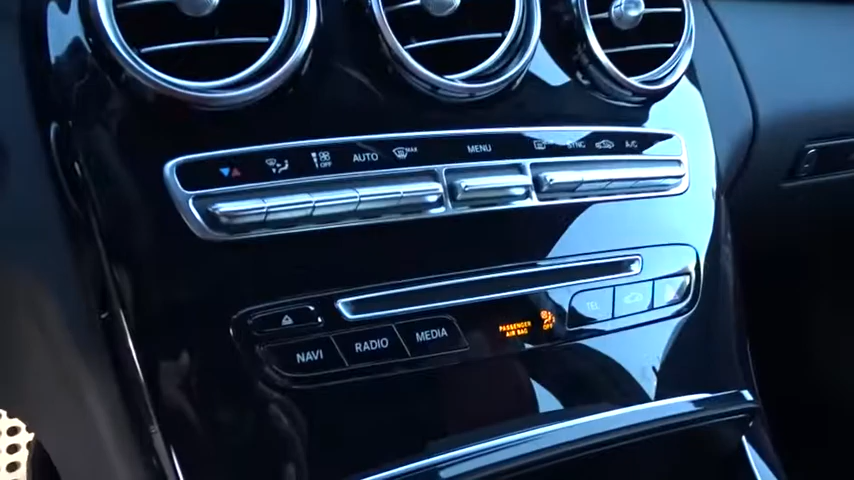 OFF AUTO MAX MENU SYNC A/C
NAVI RADIO MEDIA
PASSENGER
AIR BAG
OFF
TEL